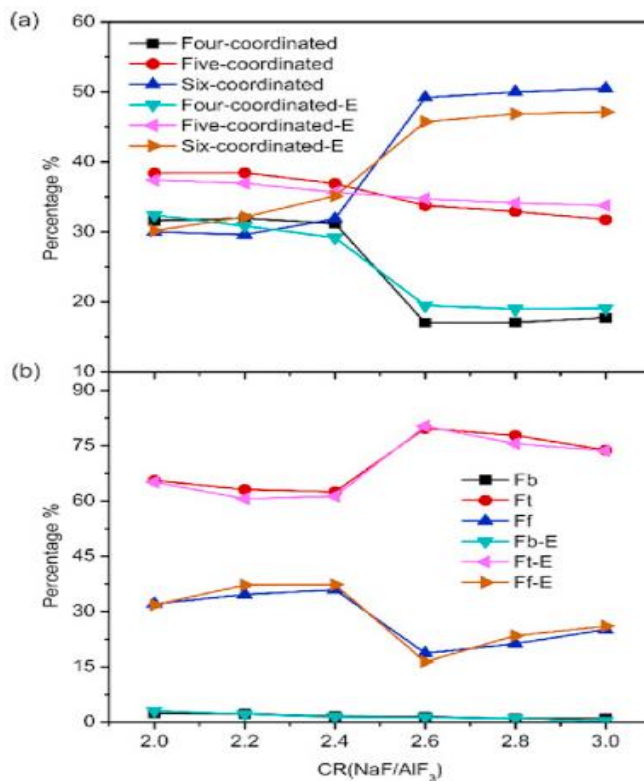 (a)
60
50
40
30
20
10
Percentage %
Four-coordinated
Five-coordinated
Six-coordinated
Four-coordinated-E
Five-coordinated-E
Six-coordinated-E
(b)
90
75
60
45
30
15
0
Percentage %
Fb
Ft
Ff
Fb-E
Ft-E
Ff-E
2.0 2.2 2.4 2.6 2.8 3.0
CR(NaF/AlF₃)